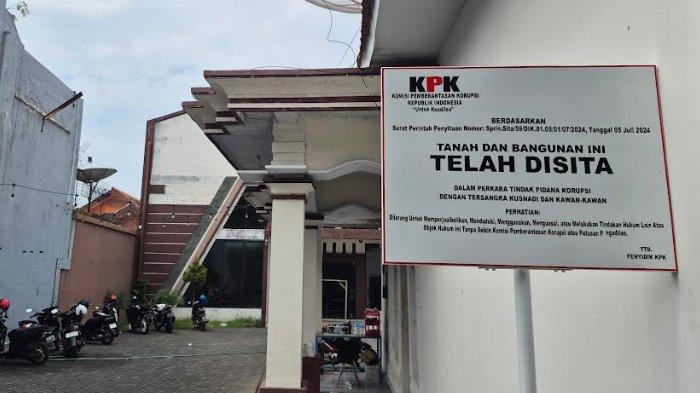 KPK
KOMISI PEMBERANTASAN KORUPSI
REPUBLIK INDONESIA
"Untuk Keadilan"
BERDASARKAN
Surat Perintah Penyitaan Nomor: Sprin.Sita/59/DIK.01.05/01/07/2024, Tanggal 05 Juli 2024
TANAH DAN BANGUNAN INI
TELAH DISITA
DALAM PERKARA TINDAK PIDANA KORUPSI
DENGAN TERSANGKA KUSNADI DAN KAWAN-KAWAN
PERHATIAN:
Dilarang Untuk Memperjualbelikan, Menduduki, Menggunakan, Menguasai, atau Melakukan Tindakan Hukum Lain Atas
Objek Hukum ini Tanpa Seizin Komisi Pemberantasan Korupsi atau Putusan P ngadilan.
TTD.
PENYIDIK KPK